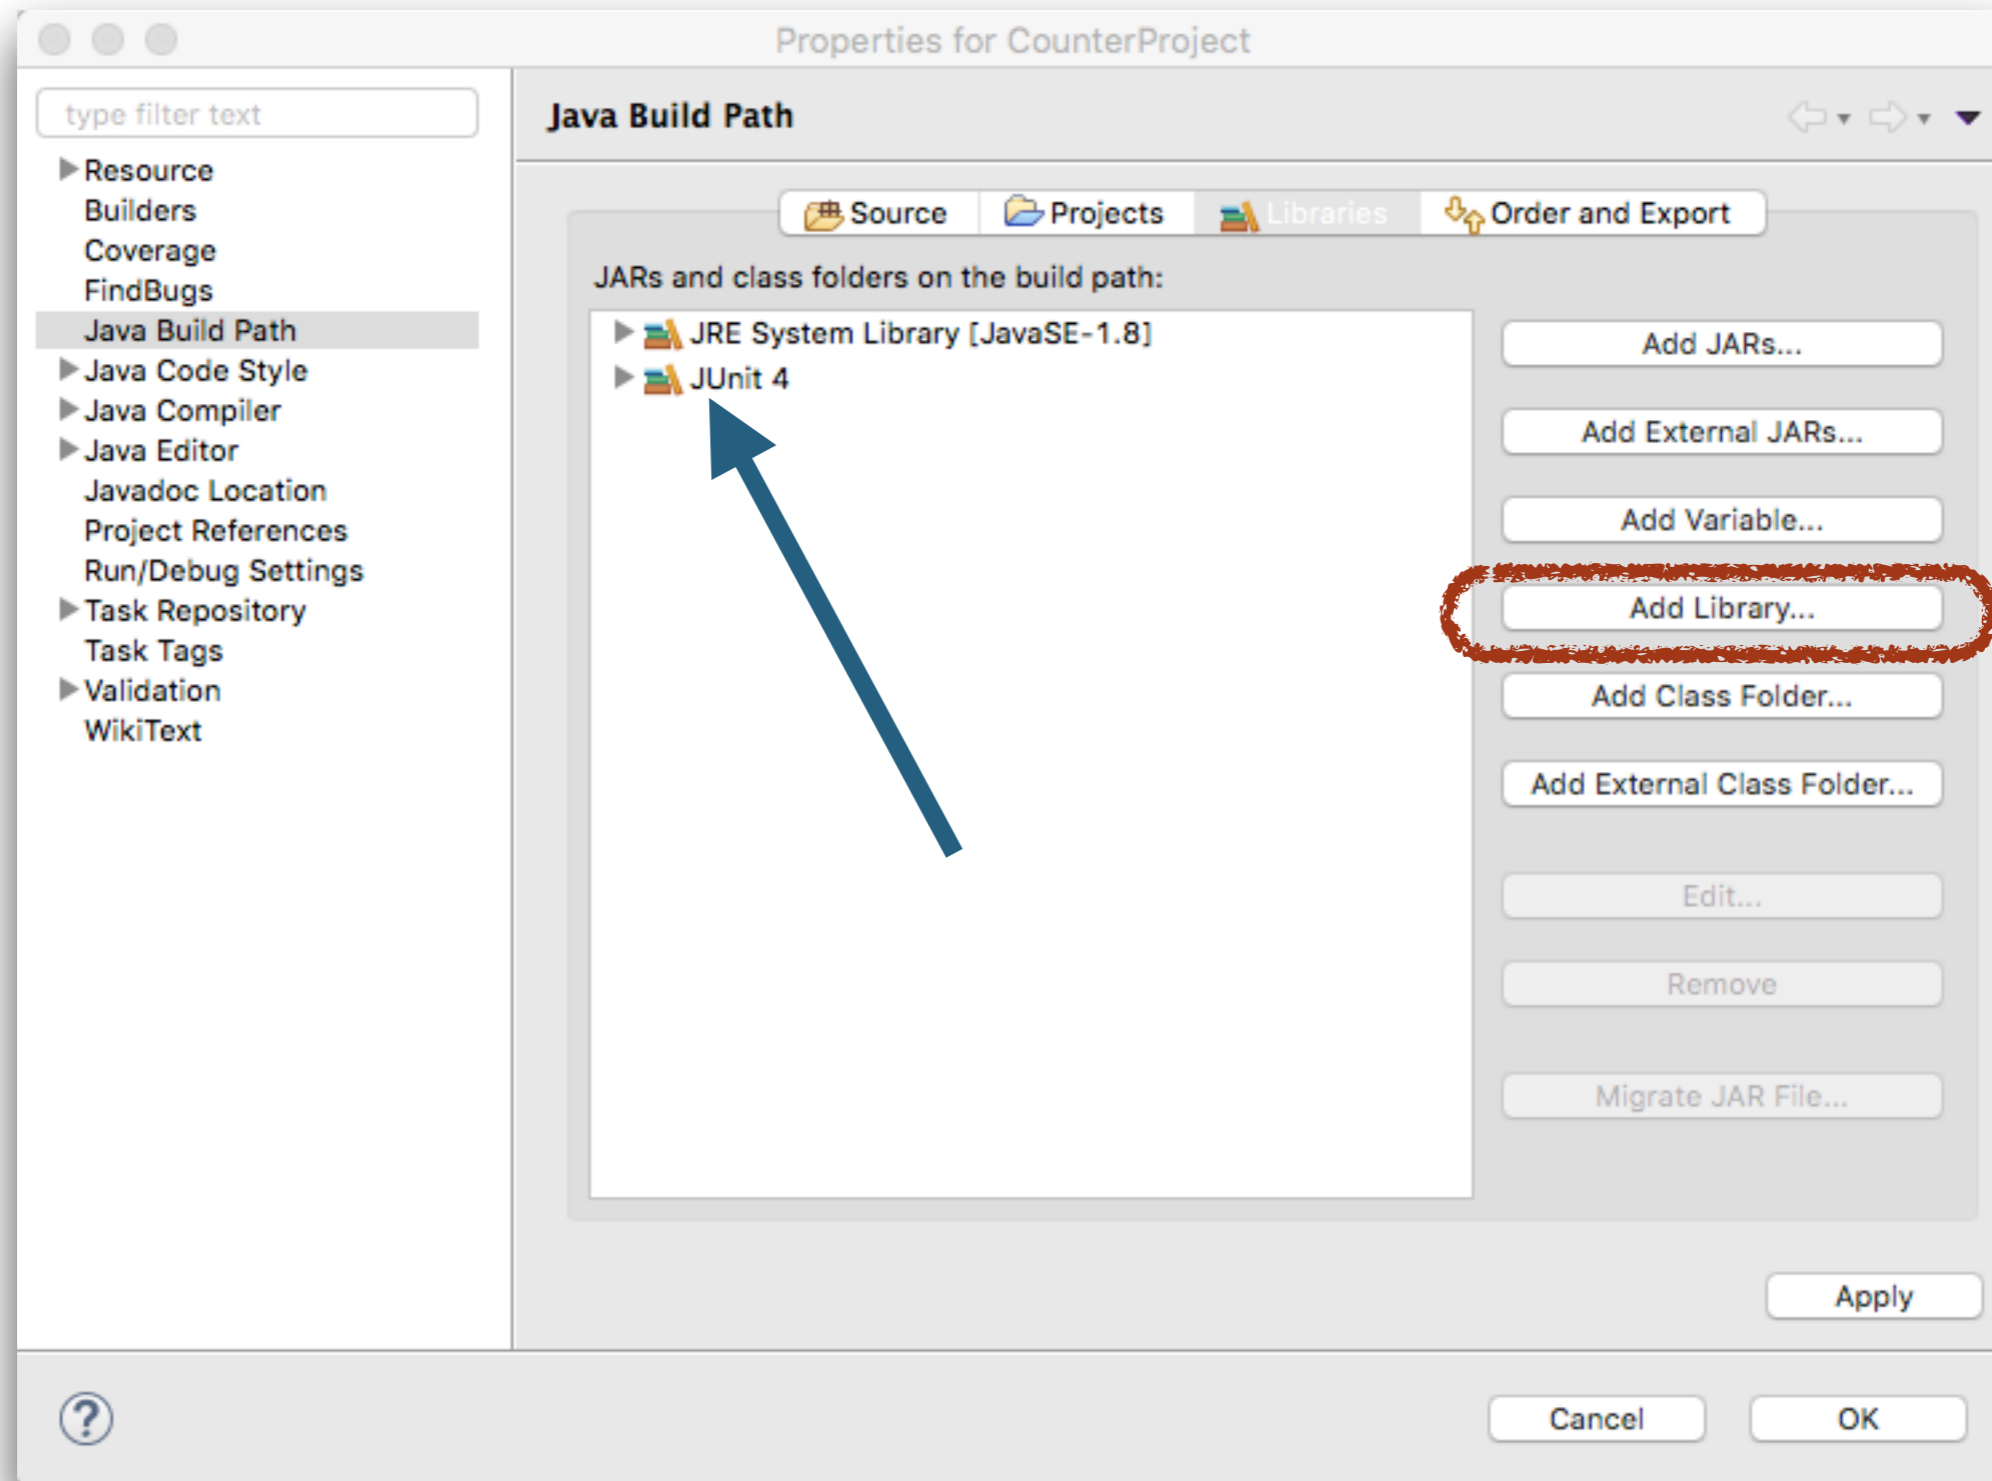 Properties for CounterProject
type filter text
Resource
Builders
Coverage
FindBugs
Java Build Path
Java Code Style
Java Compiler
Java Editor
Javadoc Location
Project References
Run/Debug Settings
Task Repository
Task Tags
Validation
WikiText
Java Build Path
Source Projects Libraries Order and Export
JARs and class folders on the build path:
JRE System Library [JavaSE-1.8]
JUnit 4
Add JARs...
Add External JARs...
Add Variable...
Add Library...
Add Class Folder...
Add External Class Folder...
Edit...
Remove
Migrate JAR File...
Apply
?
Cancel OK